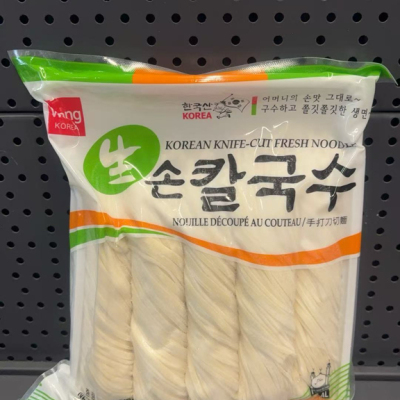 Wang
KOREA
한국산
KOREA
어머니의 손맛 그대로~
구수하고 쫄깃쫄깃한 생면
KOREAN KNIFE-CUT FRESH NOODLE
生 손칼국수
NOUILLE DÉCOUPÉ AU COUTEAU/手打刀切麵